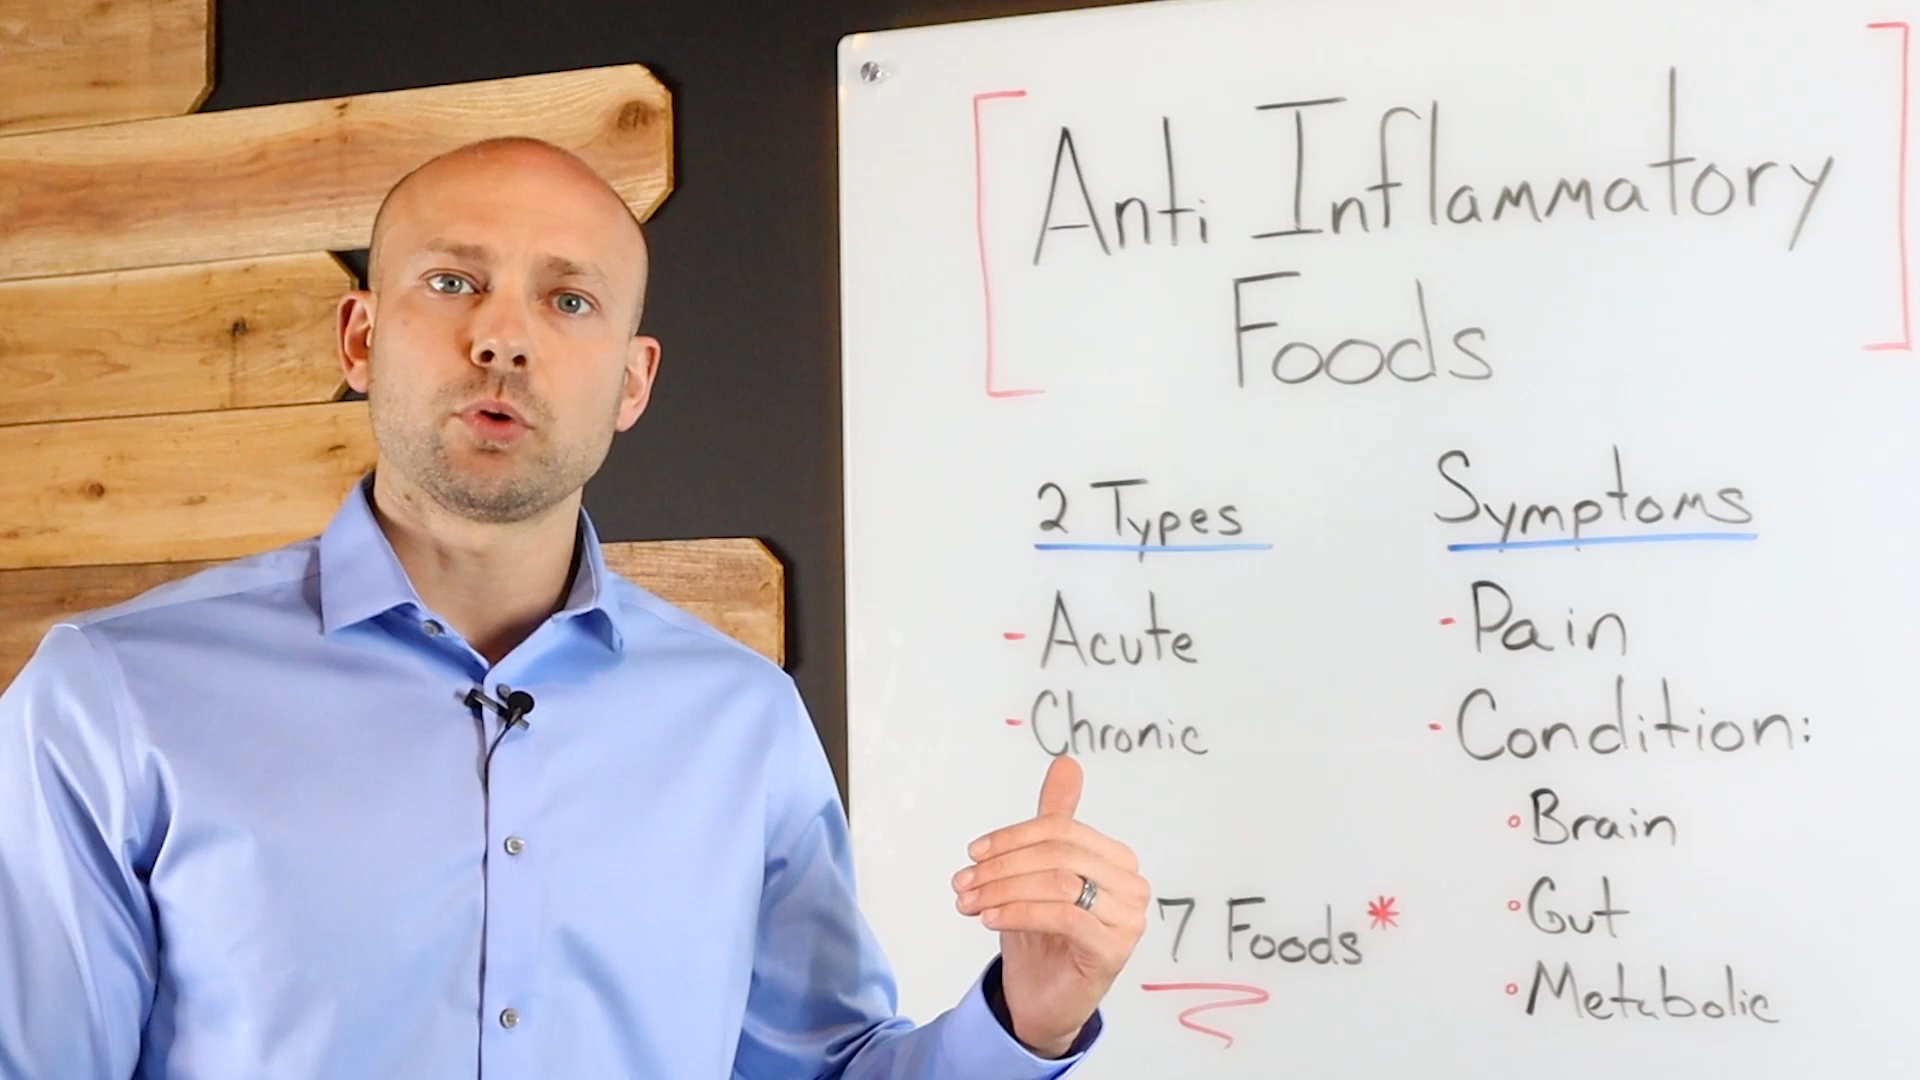 Anti Inflammatory
Foods
2 Types
- Acute
- Chronic
7 Foods*
Symptoms
- Pain
- Condition:
◦ Brain
◦ Gut
◦ Metabolic